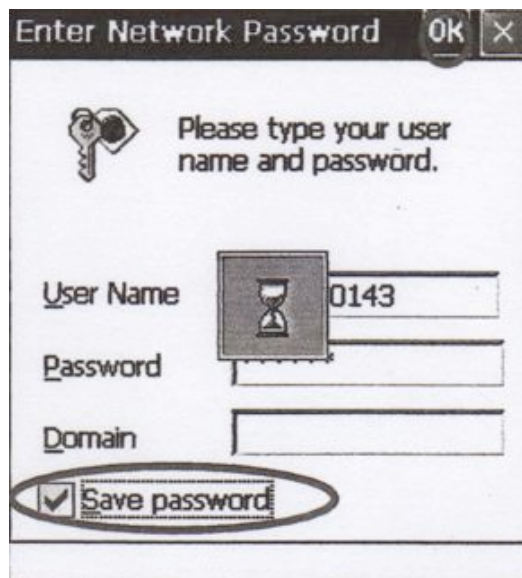 Enter Network Password OK ×
Please type your user
name and password.
User Name 0143
Password
Domain
Save password